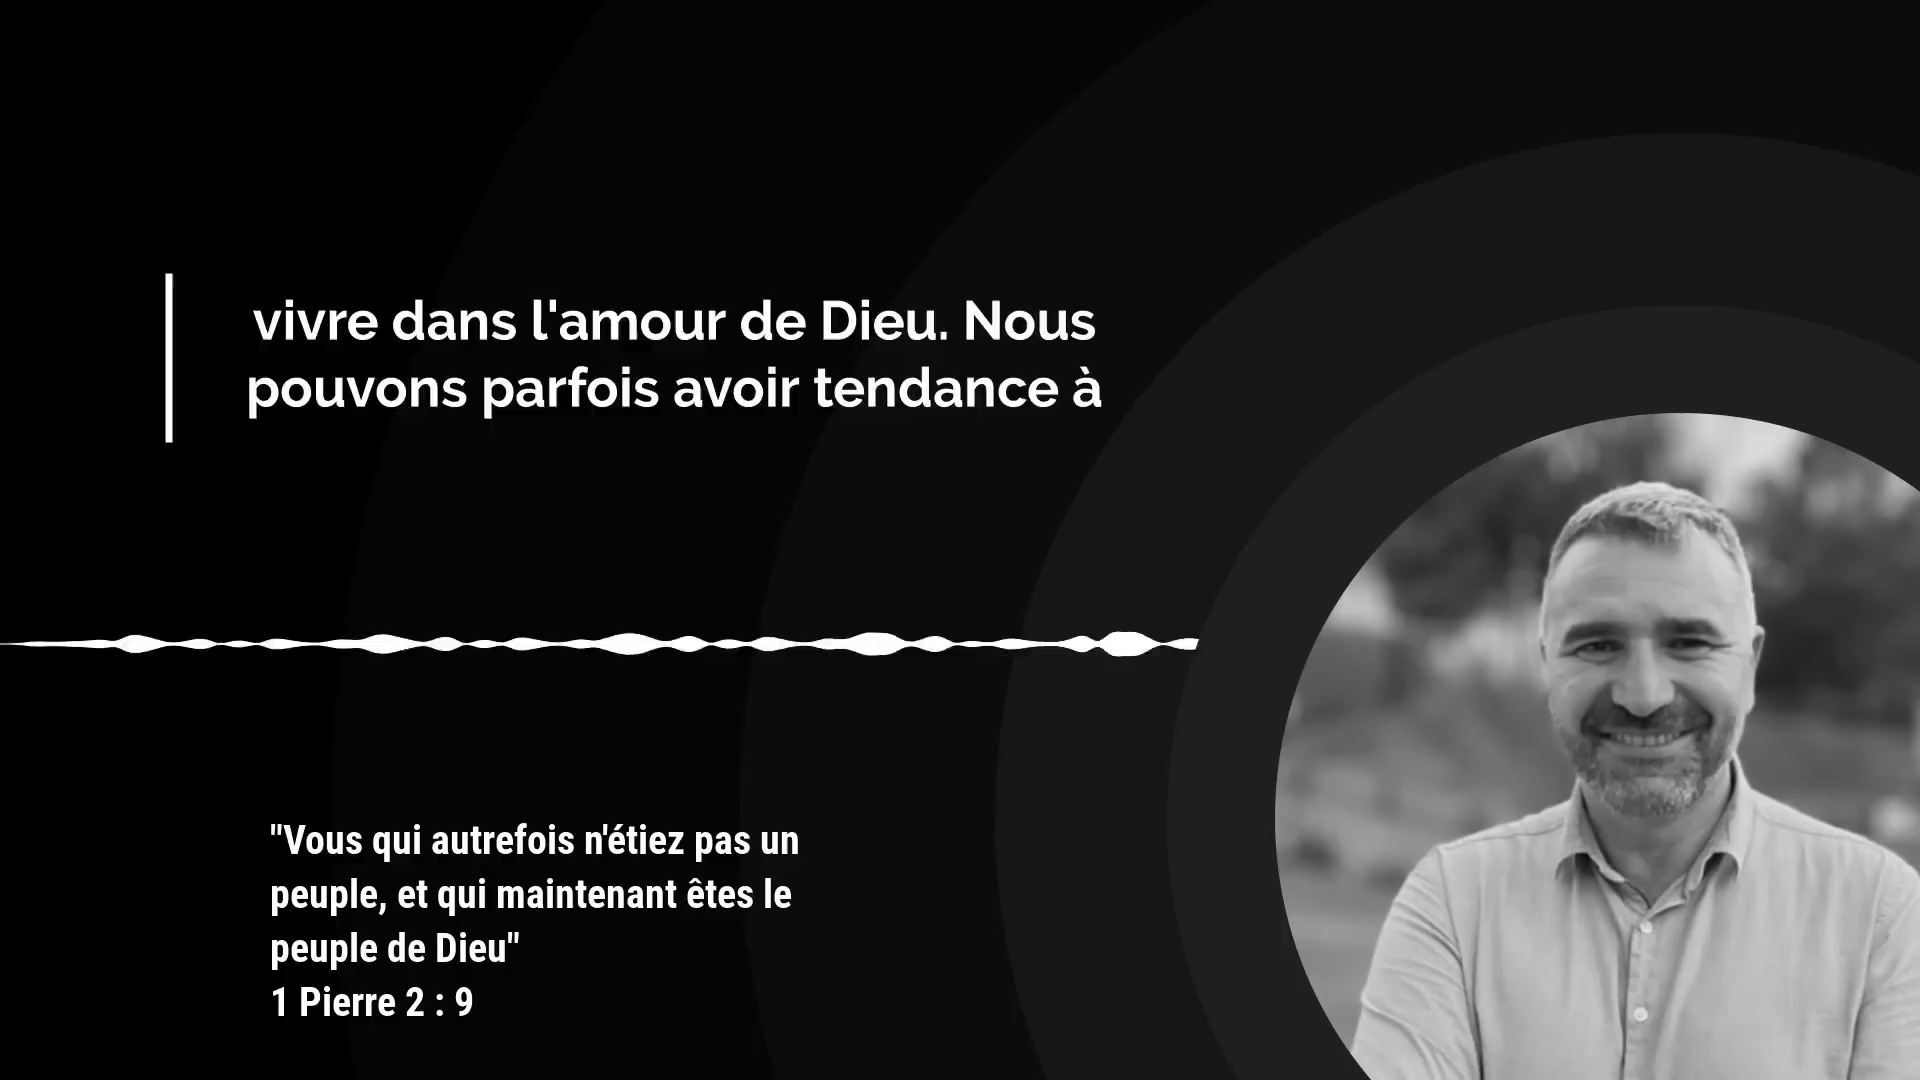 vivre dans l'amour de Dieu. Nous
pouvons parfois avoir tendance à
"Vous qui autrefois n'étiez pas un
peuple, et qui maintenant êtes le
peuple de Dieu"
1 Pierre 2 : 9